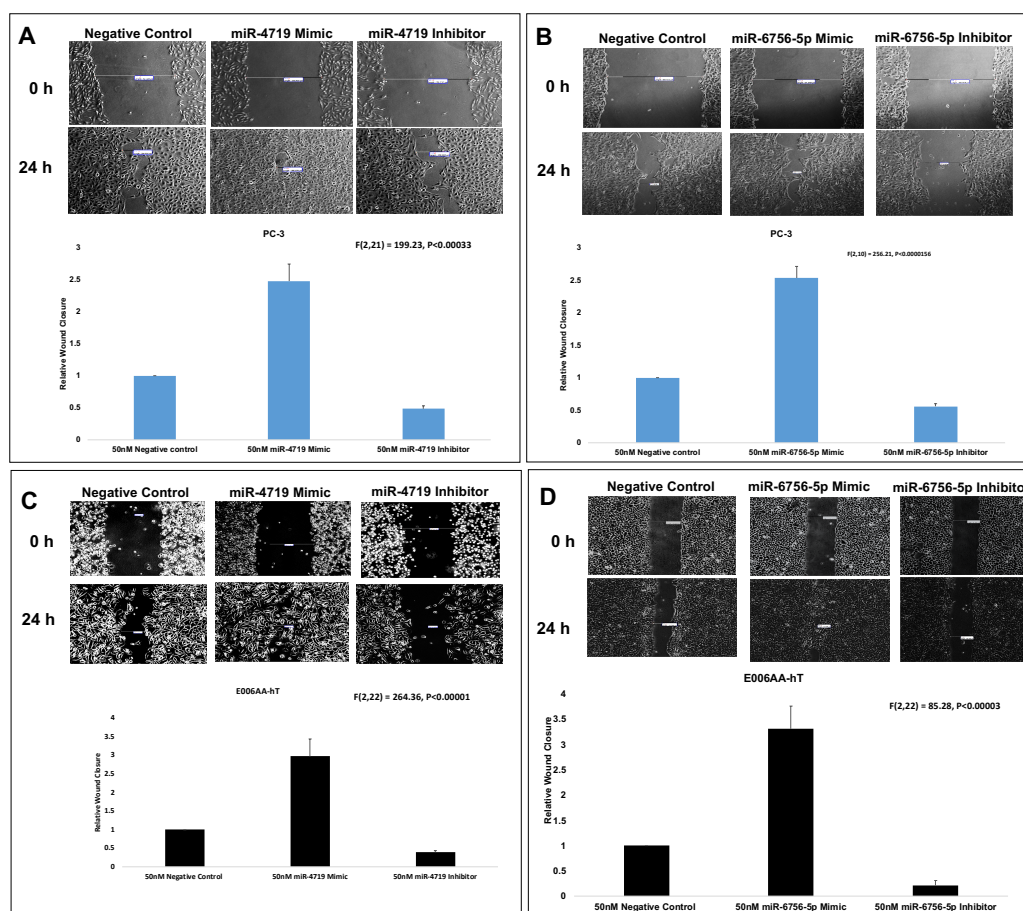 A
Negative Control miR-4719 Mimic miR-4719 Inhibitor
0 h
24 h
PC-3
F(2,21) = 199.23, P<0.00033
3
2.5
2
1.5
1
0.5
0
Relative Wound Closure
50nM Negative control 50nM miR-4719 Mimic 50nM miR-4719 Inhibitor
B
Negative Control miR-6756-5p Mimic miR-6756-5p Inhibitor
0 h
24 h
PC-3
F(2,10) = 256.21, P<0.0000156
3
2.5
2
1.5
1
0.5
0
Relative Wound Closure
50nM Negative control 50nM miR-6756-5p Mimic 50nM miR-6756-5p Inhibitor
C
Negative Control miR-4719 Mimic miR-4719 Inhibitor
0 h
24 h
E006AA-hT
F(2,22) = 264.36, P<0.00001
4
3.5
3
2.5
2
1.5
1
0.5
0
Relative Wound Closure
50nM Negative Control 50nM miR-4719 Mimic 50nM miR-4719 Inhibitor
D
Negative Control miR-6756-5p Mimic miR-6756-5p Inhibitor
0 h
24 h
E006AA-hT
F(2,22) = 85.28, P<0.00003
4
3.5
3
2.5
2
1.5
1
0.5
0
Relative Wound Closure
50nM Negative Control 50nM miR-6756-5p Mimic 50nM miR-6756-5p Inhibitor